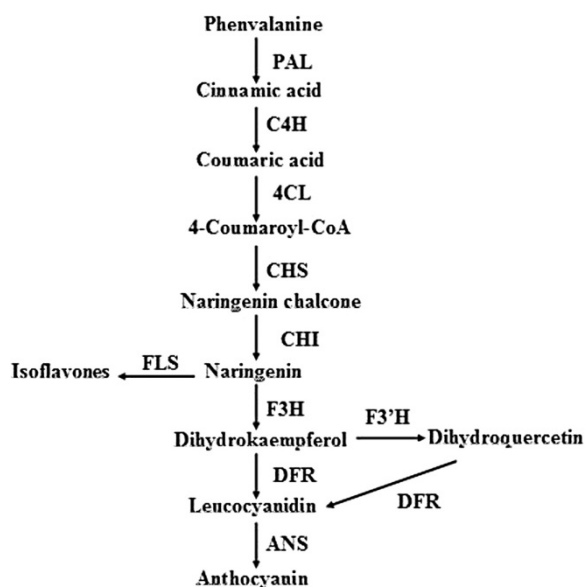 Phenvalanine
PAL
Cinnamic acid
C4H
Coumaric acid
4CL
4-Coumaroyl-CoA
CHS
Naringenin chalcone
CHI
Isoflavones FLS Naringenin
F3H
Dihydrokaempferol F3’H Dihydroquercetin
DFR
Leucocyanidin DFR
ANS
Anthocyanin